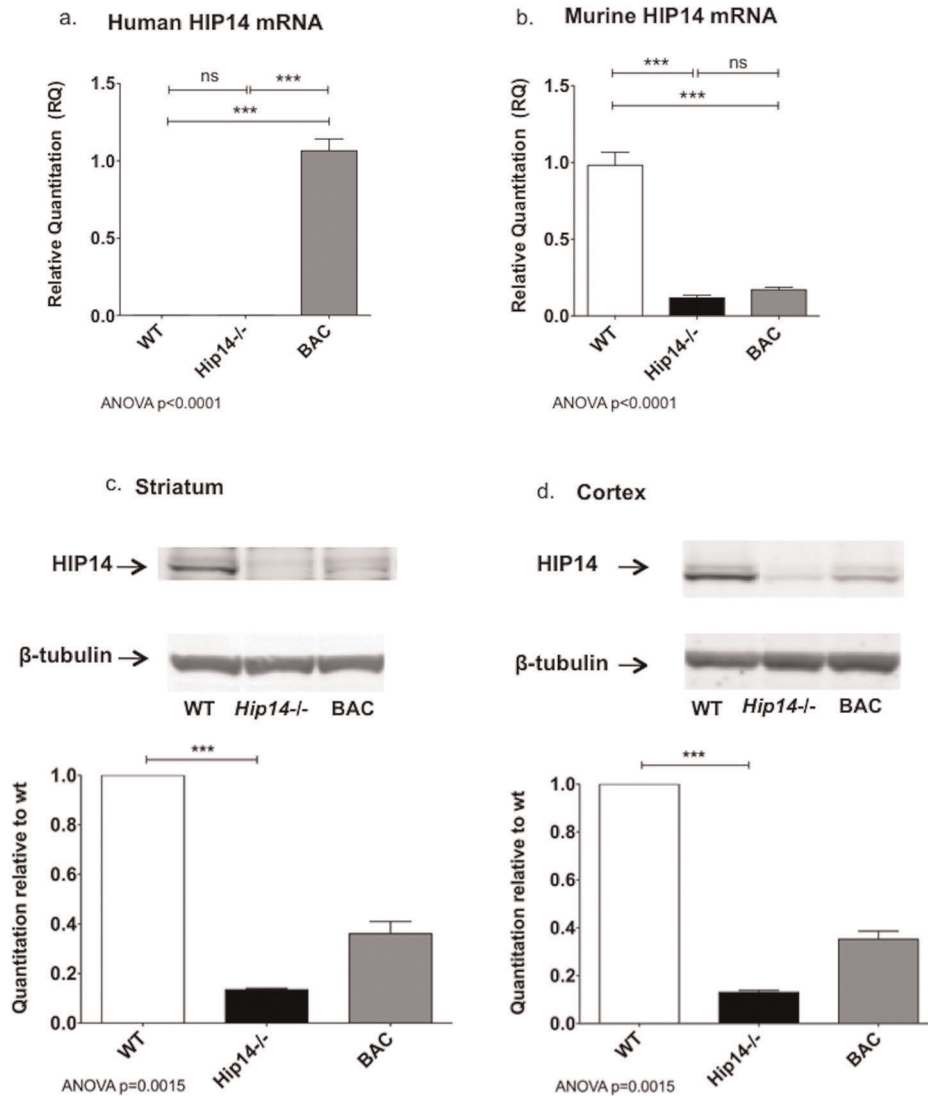 a. Human HIP14 mRNA
ns ***
***
Relative Quantitation (RQ)
1.5
1.0
0.5
0.0
WT
Hip14-/-
BAC
ANOVA p<0.0001
b. Murine HIP14 mRNA
*** ns
***
Relative Quantitation (RQ)
1.5
1.0
0.5
0.0
WT
Hip14-/-
BAC
ANOVA p<0.0001
c. Striatum
HIP14
β-tubulin
WT Hip14-/- BAC
***
Quantitation relative to wt
1.0
0.8
0.6
0.4
0.2
0.0
WT
Hip14-/-
BAC
ANOVA p=0.0015
d. Cortex
HIP14
β-tubulin
WT Hip14-/- BAC
***
Quantitation relative to wt
1.0
0.8
0.6
0.4
0.2
0.0
WT
Hip14-/-
BAC
ANOVA p=0.0015